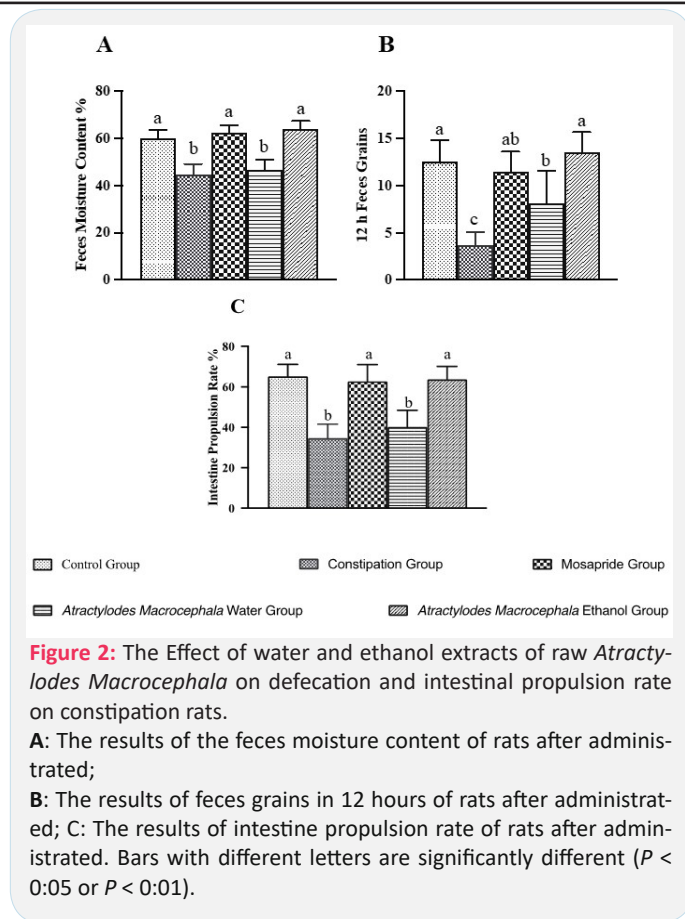 A
B
Feces Moisture Content %
80
60
40
20
0
a
b
a
b
a
12 h Feces Grains
20
15
10
5
0
a
c
ab
b
a
C
Intestine Propulsion Rate %
80
60
40
20
0
a
b
a
b
a
Control Group
Constipation Group
Mosapride Group
Atractylodes Macrocephala Water Group
Atractylodes Macrocephala Ethanol Group
Figure 2: The Effect of water and ethanol extracts of raw Atracty-
lodes Macrocephala on defecation and intestinal propulsion rate
on constipation rats.
A: The results of the feces moisture content of rats after adminis-
trated;
B: The results of feces grains in 12 hours of rats after administrat-
ed; C: The results of intestine propulsion rate of rats after admin-
istrated. Bars with different letters are significantly different (P <
0:05 or P < 0:01).